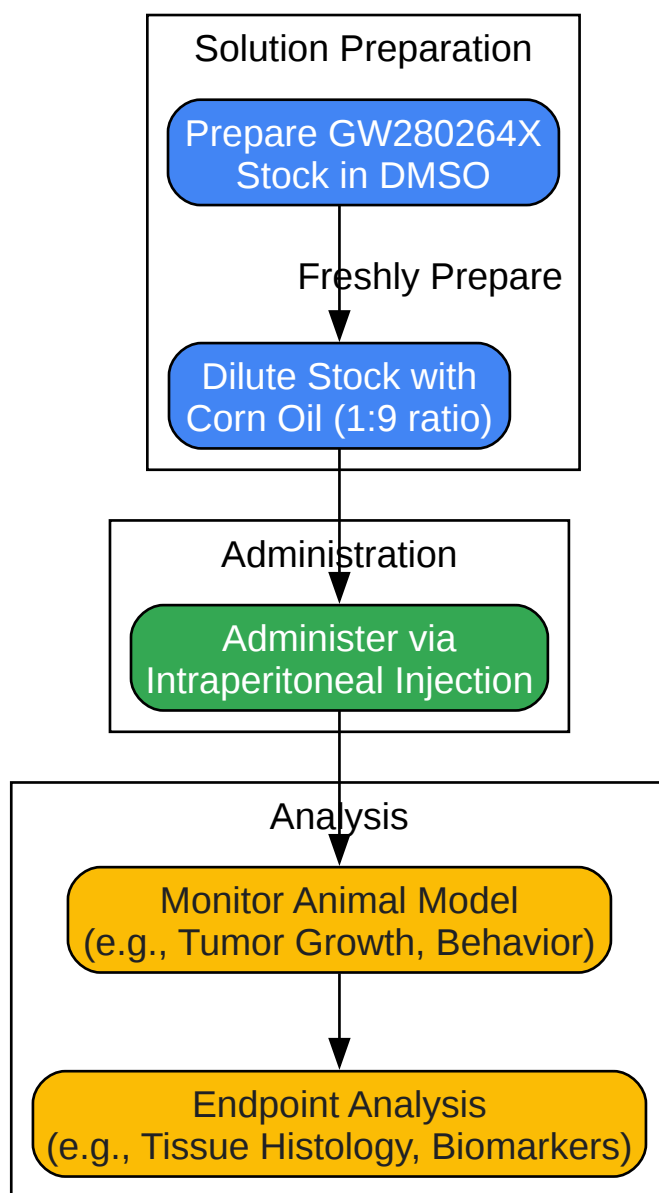 Solution Preparation
Prepare GW280264X
Stock in DMSO
Freshly Prepare
Dilute Stock with
Corn Oil (1:9 ratio)
Administration
Administer via
Intraperitoneal Injection
Analysis
Monitor Animal Model
(e.g., Tumor Growth, Behavior)
Endpoint Analysis
(e.g., Tissue Histology, Biomarkers)